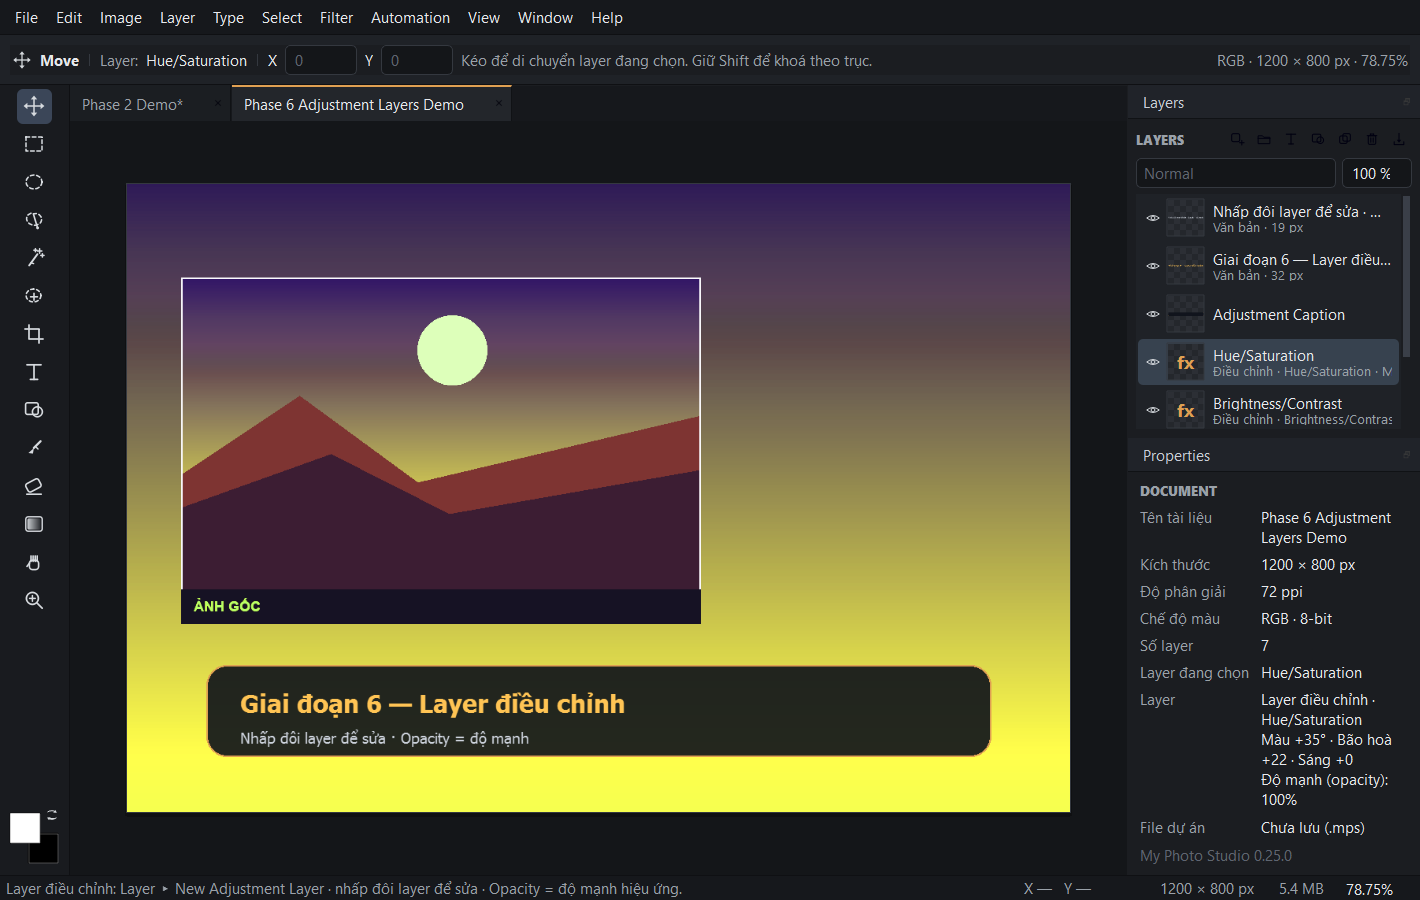 File Edit Image Layer Type Select Filter Automation View Window Help
Move Layer: Hue/Saturation X 0 Y 0 Kéo để di chuyển layer đang chọn. Giữ Shift để khoá theo trục. RGB · 1200 × 800 px · 78.75%
Phase 2 Demo* × Phase 6 Adjustment Layers Demo ×
Layers
LAYERS
Normal 100 %
Nhấp đôi layer để sửa · ...
Văn bản · 19 px
Giai đoạn 6 — Layer điều...
Văn bản · 32 px
Adjustment Caption
fx Hue/Saturation
Điều chỉnh · Hue/Saturation · M
fx Brightness/Contrast
Điều chỉnh · Brightness/Contras
ẢNH GỐC
Giai đoạn 6 — Layer điều chỉnh
Nhấp đôi layer để sửa · Opacity = độ mạnh
Properties
DOCUMENT
Tên tài liệu Phase 6 Adjustment
Layers Demo
Kích thước 1200 × 800 px
Độ phân giải 72 ppi
Chế độ màu RGB · 8-bit
Số layer 7
Layer đang chọn Hue/Saturation
Layer Layer điều chỉnh ·
Hue/Saturation
Màu +35° · Bão hoà
+22 · Sáng +0
Độ mạnh (opacity):
100%
File dự án Chưa lưu (.mps)
My Photo Studio 0.25.0
Layer điều chỉnh: Layer ▸ New Adjustment Layer · nhấp đôi layer để sửa · Opacity = độ mạnh hiệu ứng. X — Y — 1200 × 800 px 5.4 MB 78.75%